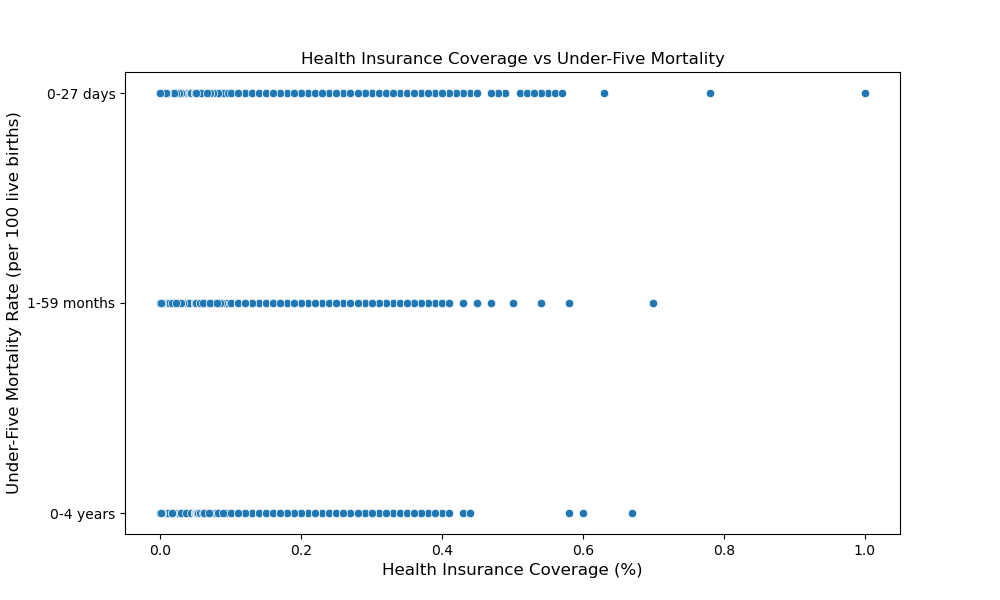 Health Insurance Coverage vs Under-Five Mortality
Under-Five Mortality Rate (per 100 live births)
0-27 days
1-59 months
0-4 years
0.0 0.2 0.4 0.6 0.8 1.0
Health Insurance Coverage (%)